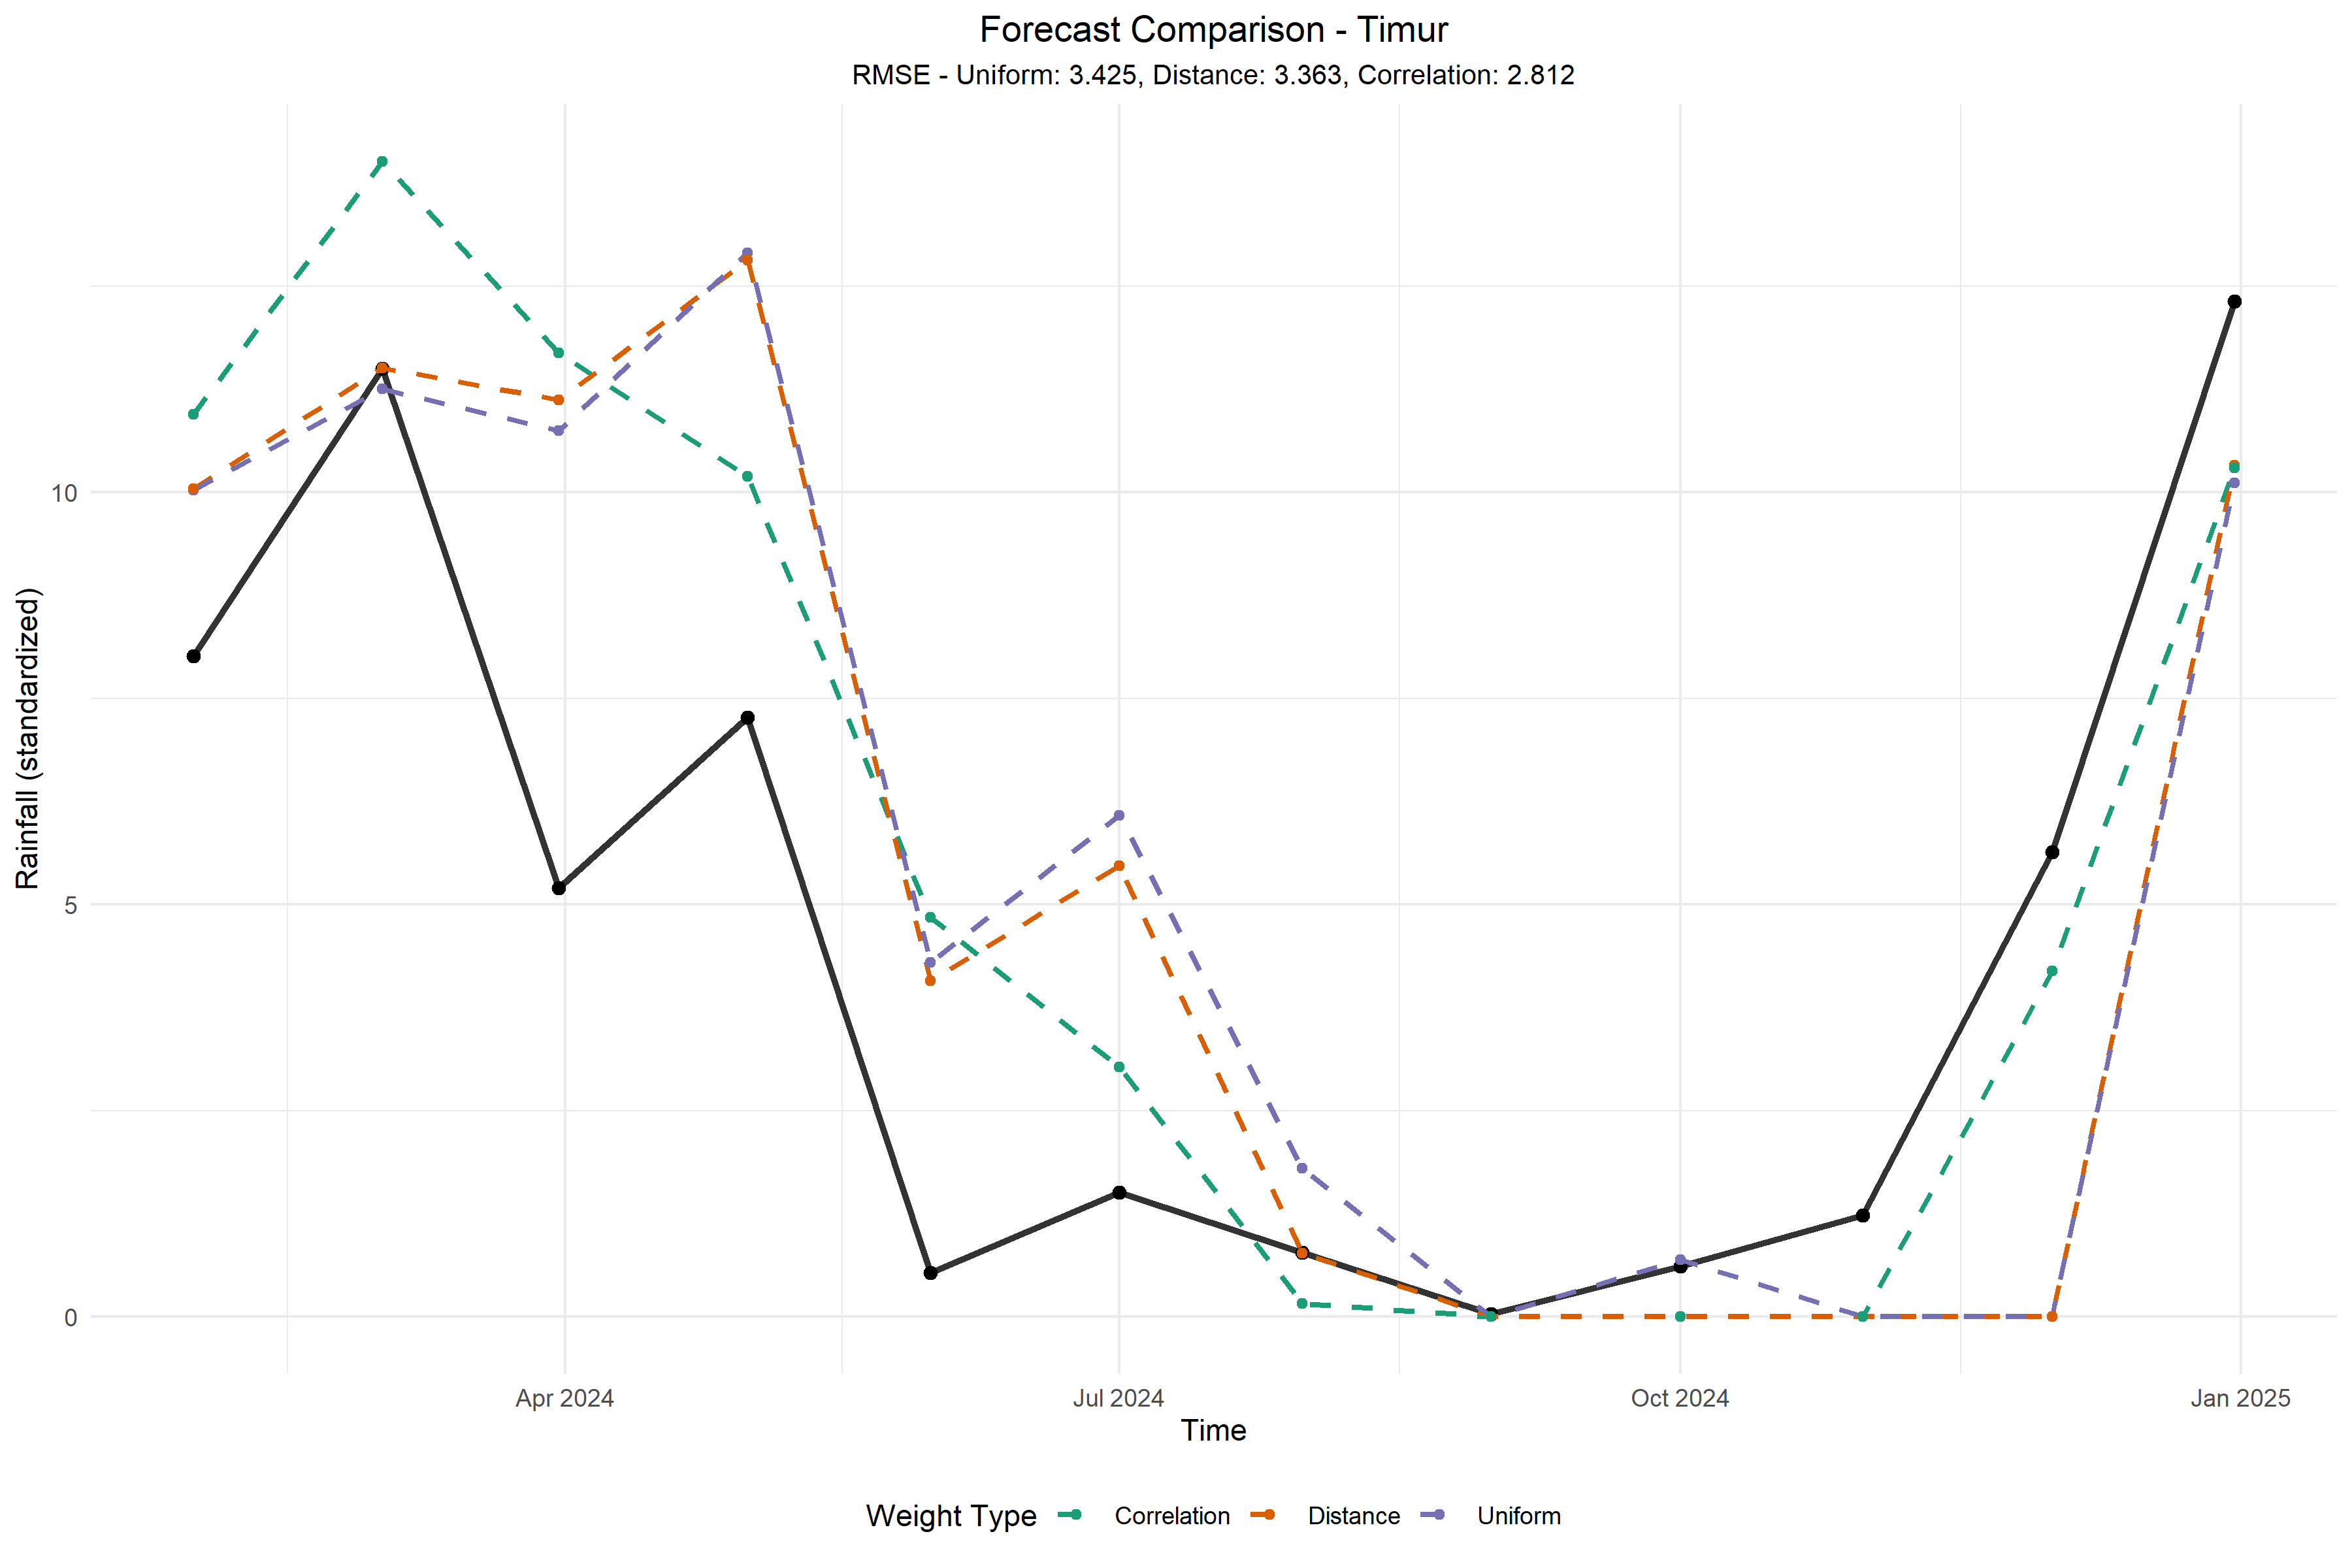 Forecast Comparison - Timur
RMSE - Uniform: 3.425, Distance: 3.363, Correlation: 2.812
Rainfall (standardized)
10
5
0
Apr 2024
Jul 2024
Oct 2024
Jan 2025
Time
Weight Type
Correlation
Distance
Uniform